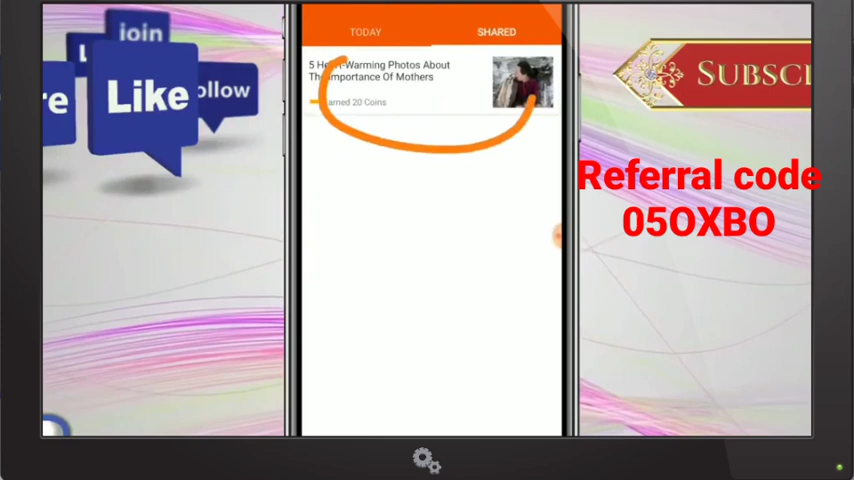 join
Like
ollow
re
TODAY
SHARED
5 Heart-Warming Photos About
The Importance Of Mothers
Earned 20 Coins
SUBSC
Referral code
05OXBO